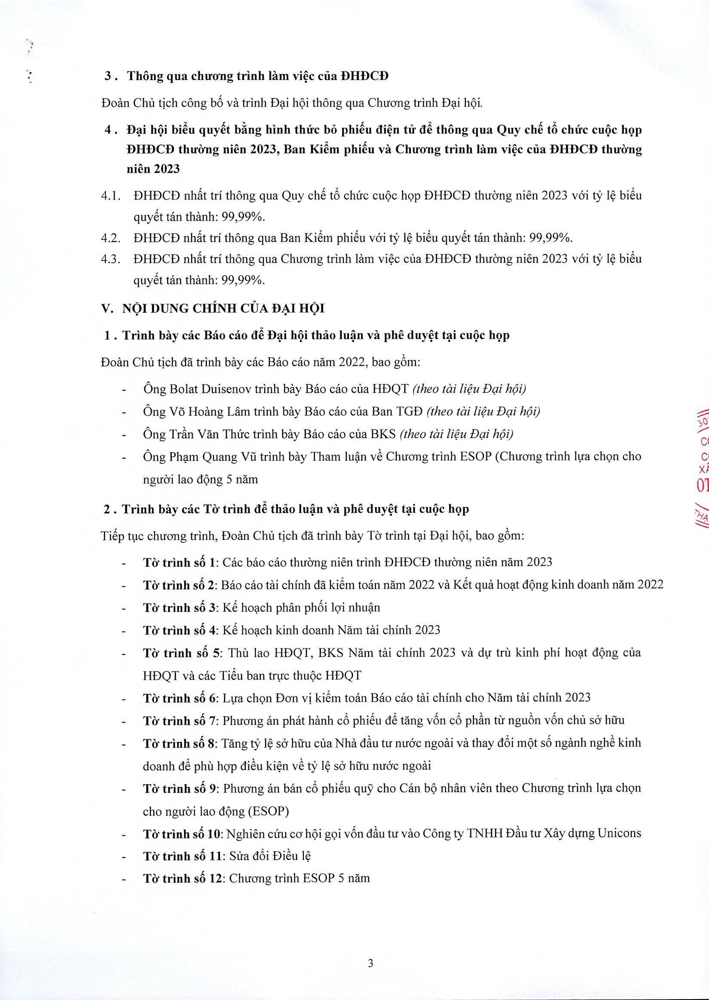 3 . Thông qua chương trình làm việc của ĐHĐCĐ
Đoàn Chủ tịch công bố và trình Đại hội thông qua Chương trình Đại hội.
4 . Đại hội biểu quyết bằng hình thức bỏ phiếu điện tử để thông qua Quy chế tổ chức cuộc họp
ĐHĐCĐ thường niên 2023, Ban Kiểm phiếu và Chương trình làm việc của ĐHĐCĐ thường
niên 2023
4.1. ĐHĐCĐ nhất trí thông qua Quy chế tổ chức cuộc họp ĐHĐCĐ thường niên 2023 với tỷ lệ biểu
quyết tán thành: 99,99%.
4.2. ĐHĐCĐ nhất trí thông qua Ban Kiểm phiếu với tỷ lệ biểu quyết tán thành: 99,99%.
4.3. ĐHĐCĐ nhất trí thông qua Chương trình làm việc của ĐHĐCĐ thường niên 2023 với tỷ lệ biểu
quyết tán thành: 99,99%.
V. NỘI DUNG CHÍNH CỦA ĐẠI HỘI
1 . Trình bày các Báo cáo để Đại hội thảo luận và phê duyệt tại cuộc họp
Đoàn Chủ tịch đã trình bày các Báo cáo năm 2022, bao gồm:
- Ông Bolat Duisenov trình bày Báo cáo của HĐQT (theo tài liệu Đại hội)
- Ông Võ Hoàng Lâm trình bày Báo cáo của Ban TGĐ (theo tài liệu Đại hội)
- Ông Trần Văn Thức trình bày Báo cáo của BKS (theo tài liệu Đại hội)
- Ông Phạm Quang Vũ trình bày Tham luận về Chương trình ESOP (Chương trình lựa chọn cho
người lao động 5 năm
2 . Trình bày các Tờ trình để thảo luận và phê duyệt tại cuộc họp
Tiếp tục chương trình, Đoàn Chủ tịch đã trình bày Tờ trình tại Đại hội, bao gồm:
- Tờ trình số 1: Các báo cáo thường niên trình ĐHĐCĐ thường niên năm 2023
- Tờ trình số 2: Báo cáo tài chính đã kiểm toán năm 2022 và Kết quả hoạt động kinh doanh năm 2022
- Tờ trình số 3: Kế hoạch phân phối lợi nhuận
- Tờ trình số 4: Kế hoạch kinh doanh Năm tài chính 2023
- Tờ trình số 5: Thù lao HĐQT, BKS Năm tài chính 2023 và dự trù kinh phí hoạt động của
HĐQT và các Tiểu ban trực thuộc HĐQT
- Tờ trình số 6: Lựa chọn Đơn vị kiểm toán Báo cáo tài chính cho Năm tài chính 2023
- Tờ trình số 7: Phương án phát hành cổ phiếu để tăng vốn cổ phần từ nguồn vốn chủ sở hữu
- Tờ trình số 8: Tăng tỷ lệ sở hữu của Nhà đầu tư nước ngoài và thay đổi một số ngành nghề kinh
doanh để phù hợp điều kiện về tỷ lệ sở hữu nước ngoài
- Tờ trình số 9: Phương án bán cổ phiếu quỹ cho Cán bộ nhân viên theo Chương trình lựa chọn
cho người lao động (ESOP)
- Tờ trình số 10: Nghiên cứu cơ hội gọi vốn đầu tư vào Công ty TNHH Đầu tư Xây dựng Unicons
- Tờ trình số 11: Sửa đổi Điều lệ
- Tờ trình số 12: Chương trình ESOP 5 năm
3